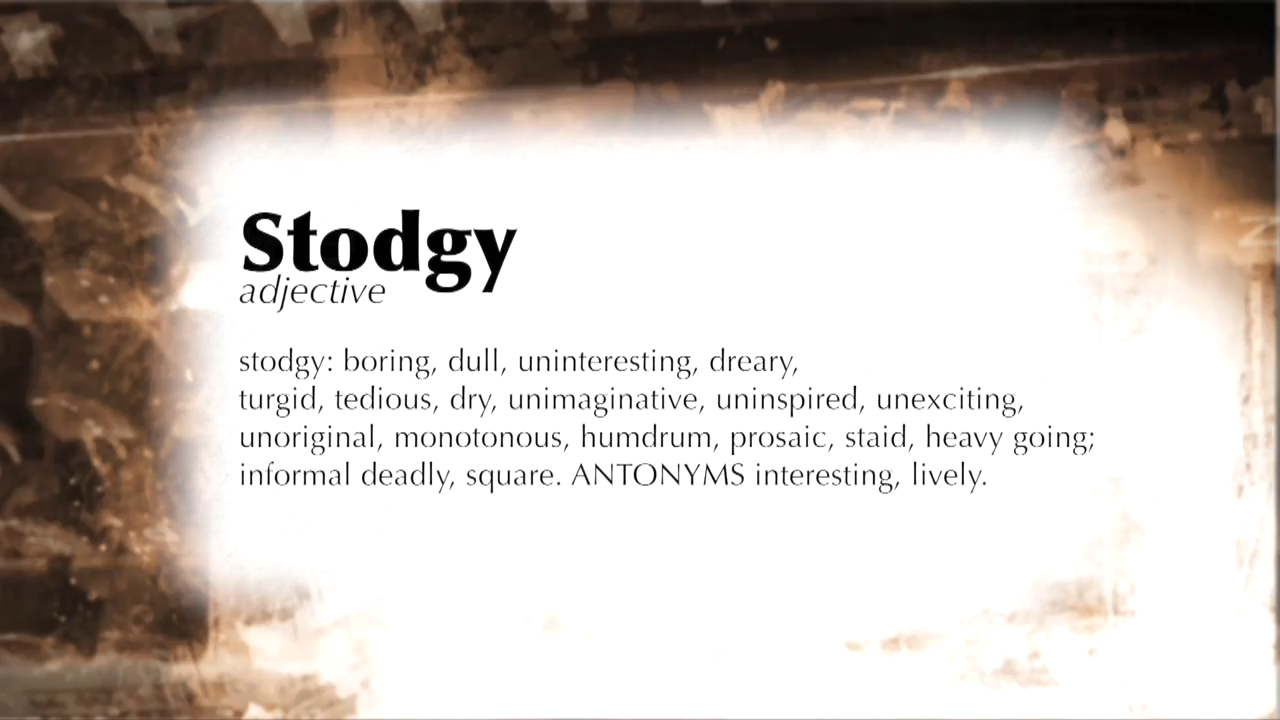 Stodgy
adjective
stodgy: boring, dull, uninteresting, dreary,
turgid, tedious, dry, unimaginative, uninspired, unexciting,
unoriginal, monotonous, humdrum, prosaic, staid, heavy going;
informal deadly, square. ANTONYMS interesting, lively.